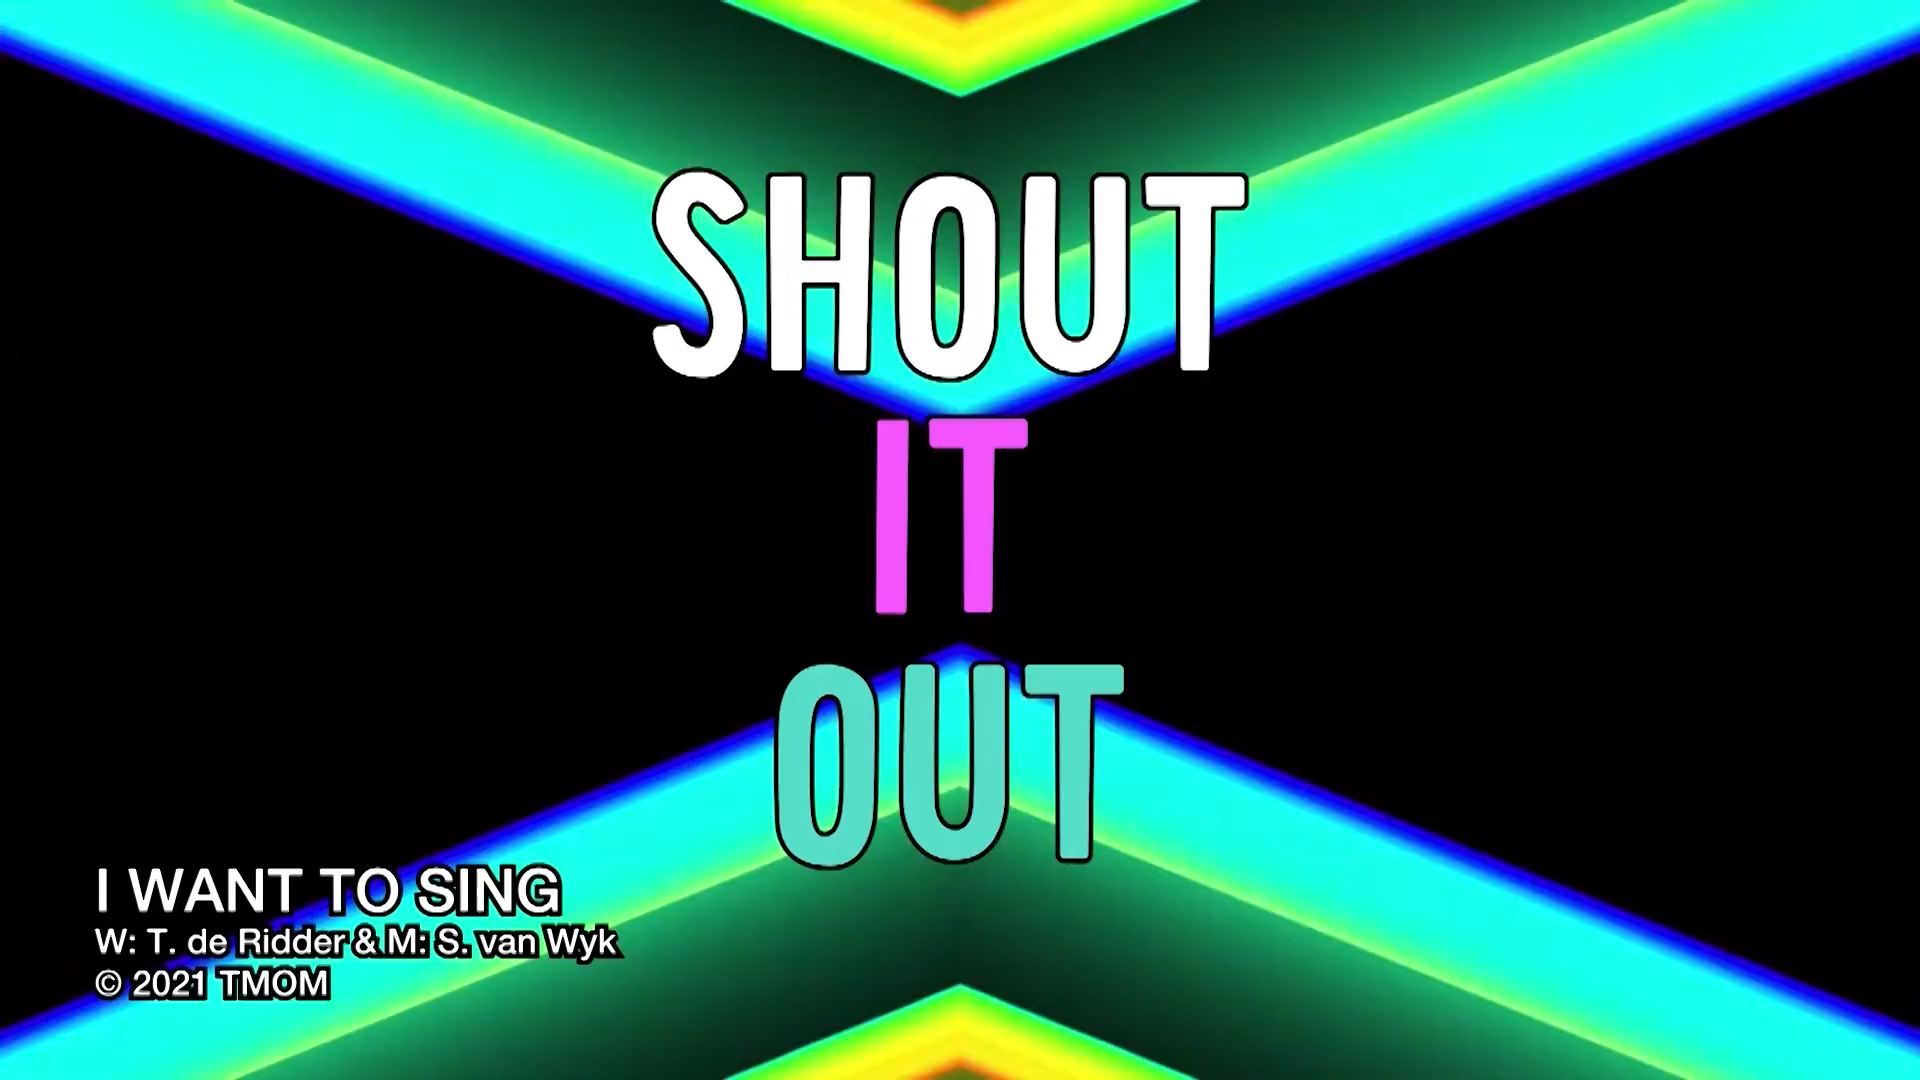 SHOUT
IT
OUT
I WANT TO SING
W: T. de Ridder & M: S. van Wyk
© 2021 TMOM